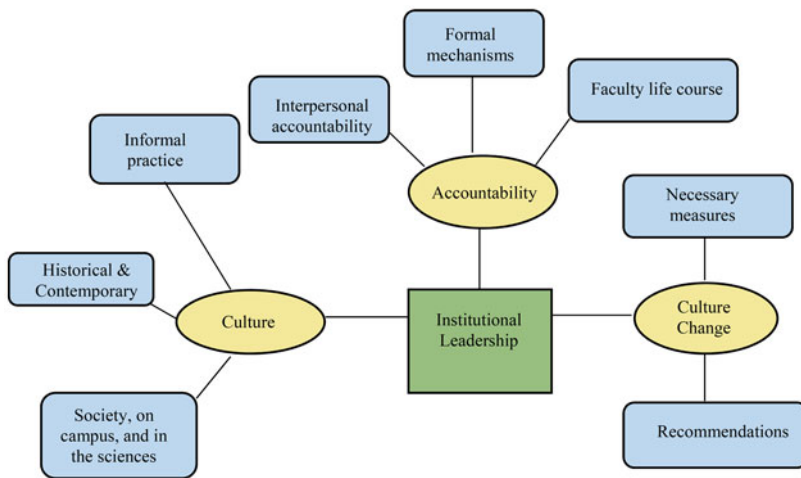 Formal
mechanisms
Interpersonal
accountability
Faculty life course
Informal
practice
Accountability
Necessary
measures
Historical &
Contemporary
Culture
Institutional
Leadership
Culture
Change
Society, on
campus, and in
the sciences
Recommendations